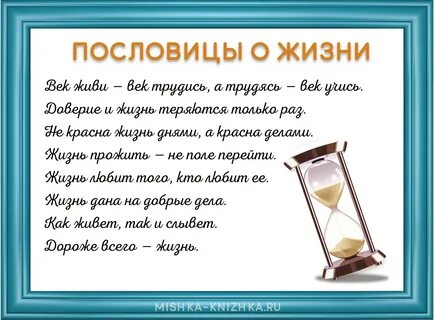 ПОСЛОВИЦЫ О ЖИЗНИ
Век живи – век трудись, а трудясь – век учись.
Доверие и жизнь теряются только раз.
Не красна жизнь днями, а красна делами.
Жизнь прожить – не поле перейти.
Жизнь любит того, кто любит ее.
Жизнь дана на добрые дела.
Как живет, так и слывет.
Дороже всего – жизнь.
MISHKA-KNIZHKA.RU